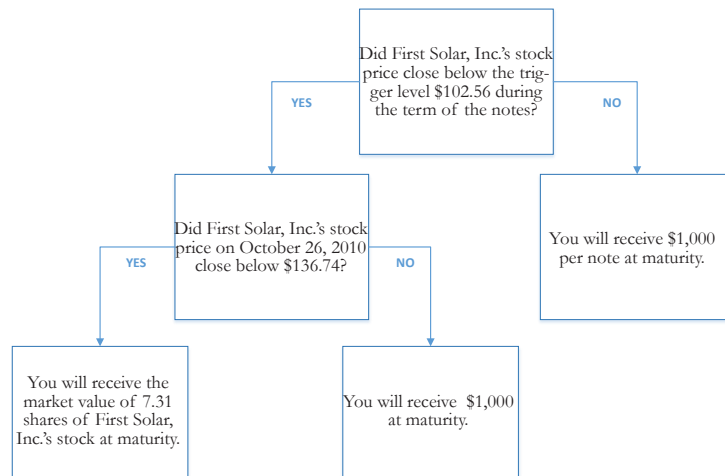 Did First Solar, Inc.'s stock
price close below the trig-
ger level $102.56 during
the term of the notes?
YES
NO
Did First Solar, Inc.'s stock
price on October 26, 2010
close below $136.74?
You will receive $1,000
per note at maturity.
YES
NO
You will receive the
market value of 7.31
shares of First Solar,
Inc.'s stock at maturity.
You will receive $1,000
at maturity.